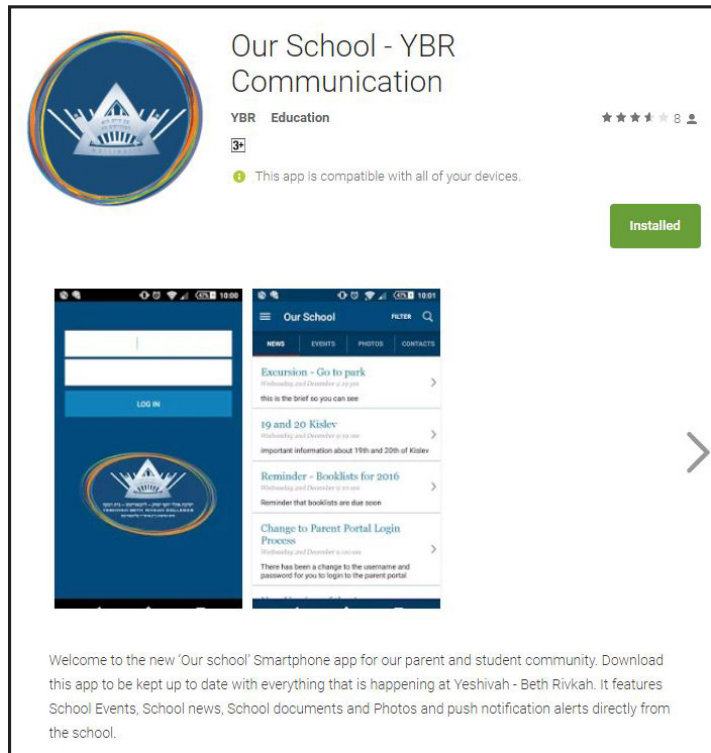 Our School - YBR
Communication
YBR Education
8
3+
This app is compatible with all of your devices.
Installed
10:00
LOG IN
10:01
Our School FILTER
NEWS EVENTS PHOTOS CONTACTS
Excursion - Go to park
this is the brief so you can see
19 and 20 Kislev
important information about 19th and 20th of Kislev
Reminder - Booklists for 2016
Reminder that booklists are due soon
Change to Parent Portal Login
Process
There has been a change to the username and
password for you to login to the parent portal
Welcome to the new 'Our school' Smartphone app for our parent and student community. Download
this app to be kept up to date with everything that is happening at Yeshivah - Beth Rivkah. It features
School Events, School news, School documents and Photos and push notification alerts directly from
the school.